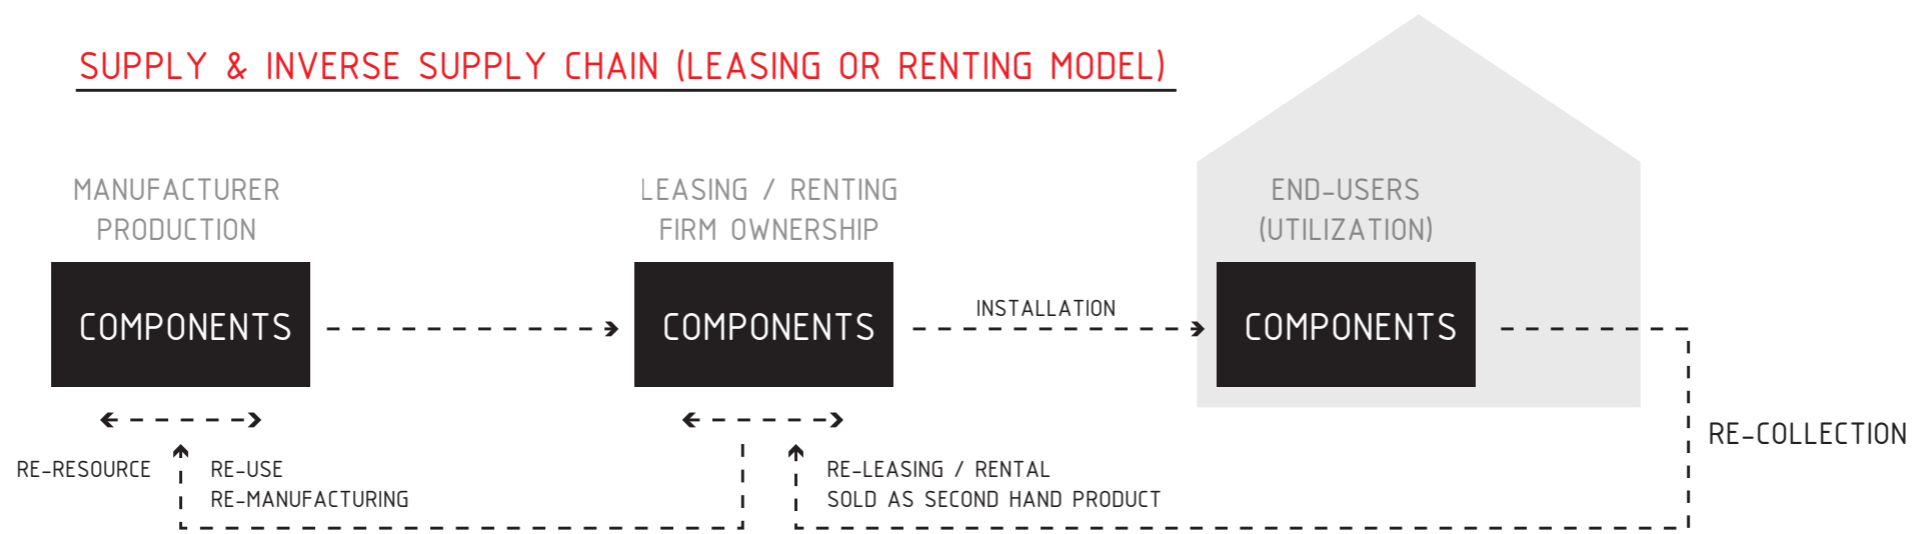 SUPPLY & INVERSE SUPPLY CHAIN (LEASING OR RENTING MODEL)
MANUFACTURER
PRODUCTION
LEASING / RENTING
FIRM OWNERSHIP
END-USERS
(UTILIZATION)
COMPONENTS
COMPONENTS
INSTALLATION
COMPONENTS
RE-COLLECTION
RE-RESOURCE
RE-USE
RE-MANUFACTURING
RE-LEASING / RENTAL
SOLD AS SECOND HAND PRODUCT